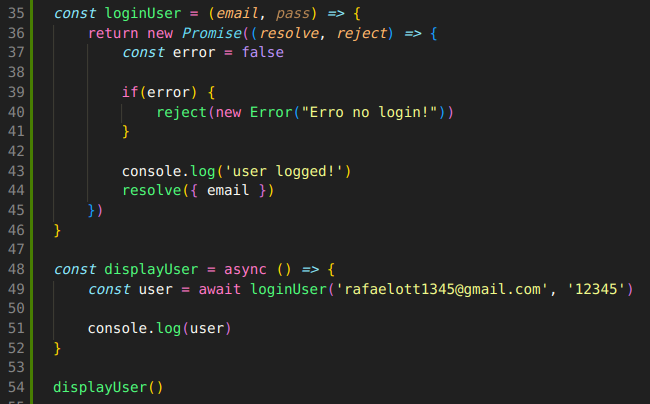 35 const loginUser = (email, pass) => {
36 return new Promise((resolve, reject) => {
37 const error = false
38
39 if(error) {
40 reject(new Error("Erro no login!"))
41 }
42
43 console.log('user logged!')
44 resolve({ email })
45 })
46 }
47
48 const displayUser = async () => {
49 const user = await loginUser('rafaelott1345@gmail.com', '12345')
50
51 console.log(user)
52 }
53
54 displayUser()